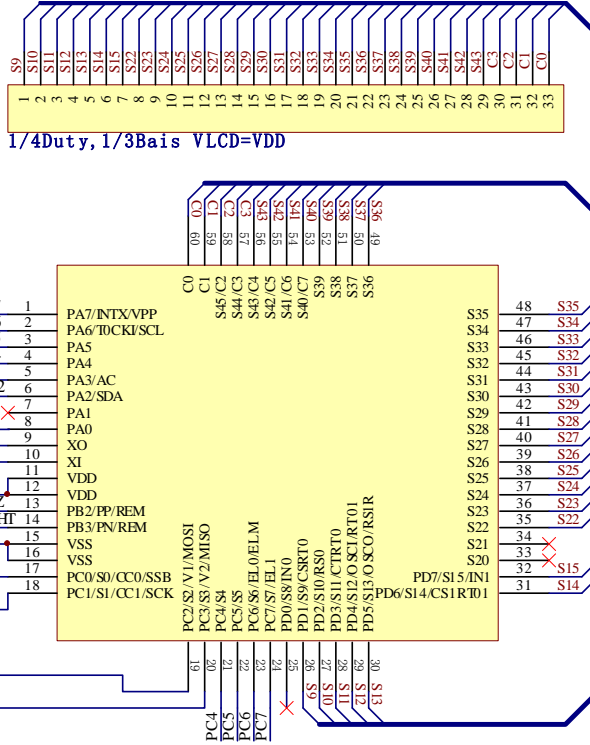 S9 S10 S11 S12 S13 S14 S15 S22 S23 S24 S25 S26 S27 S28 S29 S30 S31 S32 S33 S34 S35 S36 S37 S38 S39 S40 S41 S42 S43 C3 C2 C1 C0
1 2 3 4 5 6 7 8 9 10 11 12 13 14 15 16 17 18 19 20 21 22 23 24 25 26 27 28 29 30 31 32 33
1/4Duty,1/3Bais VLCD=VDD
C0 C1 C2 C3 S43 S42 S41 S40 S39 S38 S37 S36
60 59 58 57 56 55 54 53 52 51 50 49
C0 C1 S45/C2 S44/C3 S43/C4 S42/C5 S41/C6 S40/C7 S39 S38 S37 S36
1 PA7/INTX/VPP
2 PA6/T0CKI/SCL
3 PA5
4 PA4
5 PA3/AC
6 PA2/SDA
7 PA1
8 PA0
9 XO
10 XI
11 VDD
12 VDD
13 PB2/PP/REM
14 PB3/PN/REM
15 VSS
16 VSS
17 PC0/S0/CC0/SSB
18 PC1/S1/CC1/SCK
S35 48 S35
S34 47 S34
S33 46 S33
S32 45 S32
S31 44 S31
S30 43 S30
S29 42 S29
S28 41 S28
S27 40 S27
S26 39 S26
S25 38 S25
S24 37 S24
S23 36 S23
S22 35 S22
S21 34
S20 33
PD7/S15/IN1 32 S15
PD6/S14/CS1RT01 31 S14
PC2/S2/V1/MOSI
PC3/S3/V2/MISO
PC4/S4
PC5/S5
PC6/S6/EL0/ELM
PC7/S7/EL1
PD0/S8/IN0
PD1/S9/CSRT0
PD2/S10/RS0
PD3/S11/CTRT0
PD4/S12/OSCI/RT01
PD5/S13/OSCO/RS1R
19 20 21 22 23 24 25 26 27 28 29 30
PC4 PC5 PC6 PC7 S9 S10 S11 S12 S13